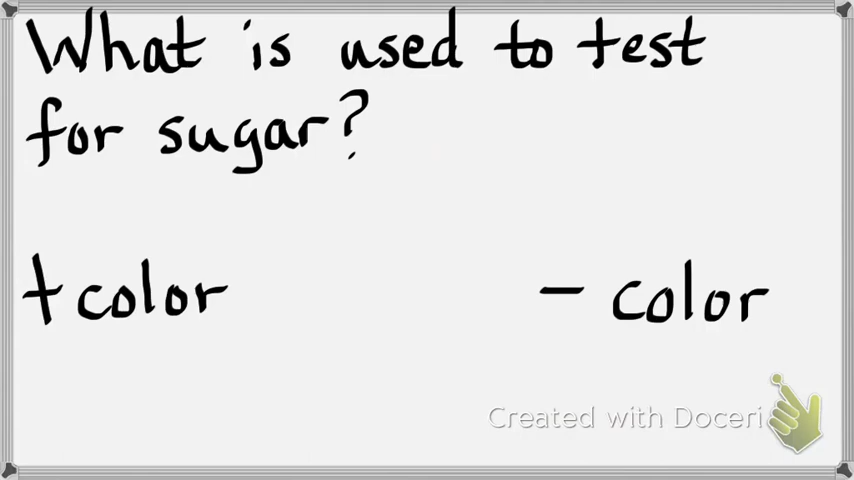 What is used to test
for sugar?
+ color
- color
Created with Doceri